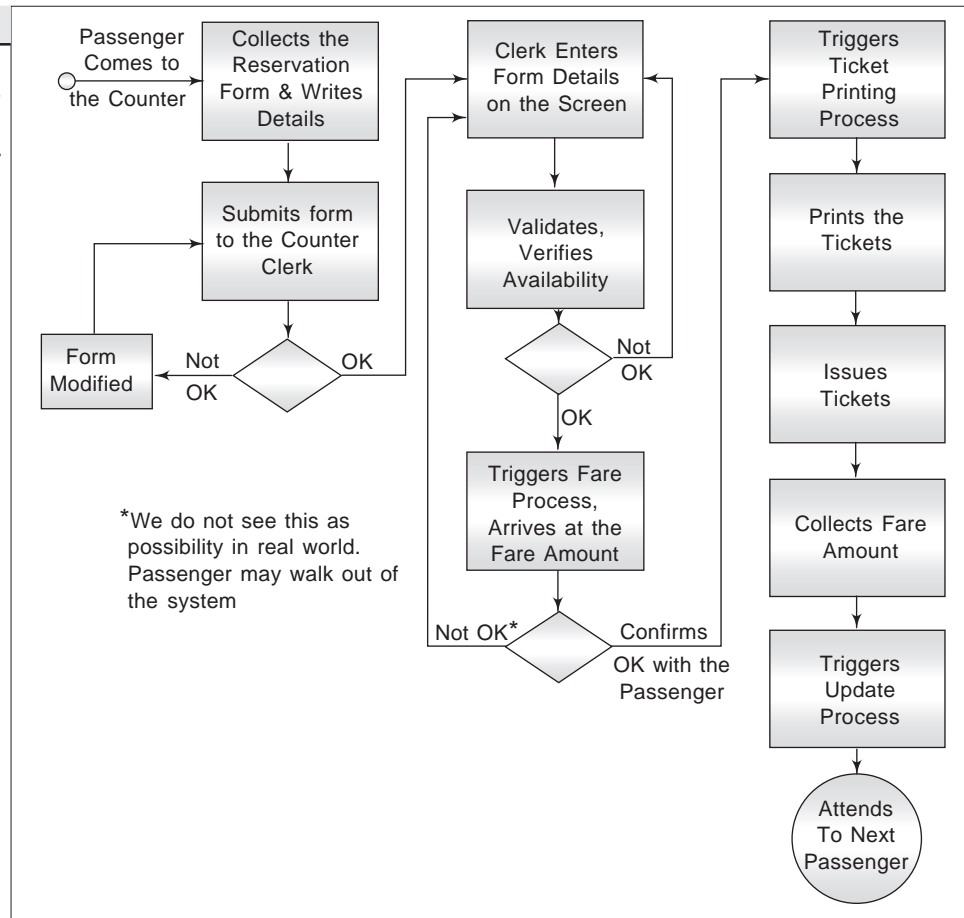 Passenger
Comes to
the Counter
Collects the
Reservation
Form & Writes
Details
Submits form
to the Counter
Clerk
Form
Modified
Not
OK
OK
*We do not see this as
possibility in real world.
Passenger may walk out of
the system
Clerk Enters
Form Details
on the Screen
Validates,
Verifies
Availability
Not
OK
OK
Triggers Fare
Process,
Arrives at the
Fare Amount
Not OK*
Confirms
OK with the
Passenger
Triggers
Ticket
Printing
Process
Prints the
Tickets
Issues
Tickets
Collects Fare
Amount
Triggers
Update
Process
Attends
To Next
Passenger